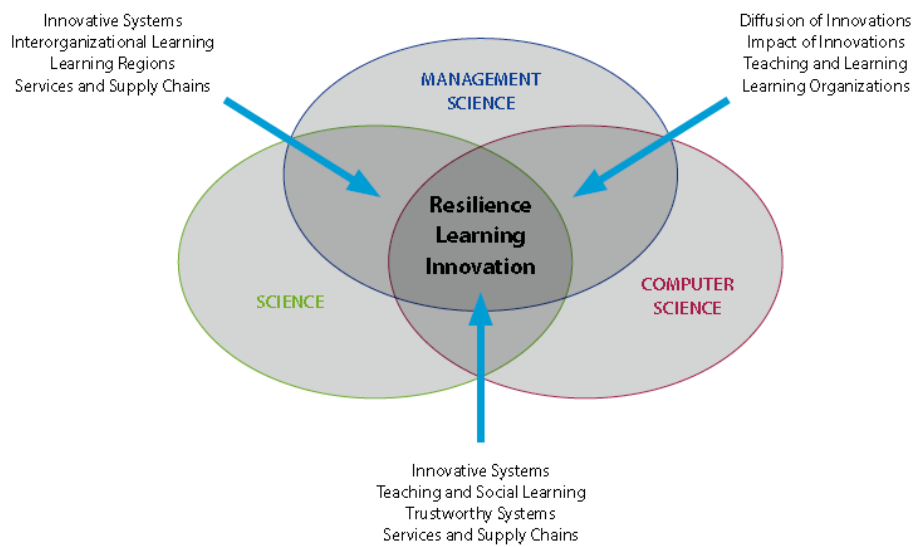 Innovative Systems
Interorganizational Learning
Learning Regions
Services and Supply Chains
Diffusion of Innovations
Impact of Innovations
Teaching and Learning
Learning Organizations
MANAGEMENT
SCIENCE
Resilience
Learning
Innovation
SCIENCE
COMPUTER
SCIENCE
Innovative Systems
Teaching and Social Learning
Trustworthy Systems
Services and Supply Chains